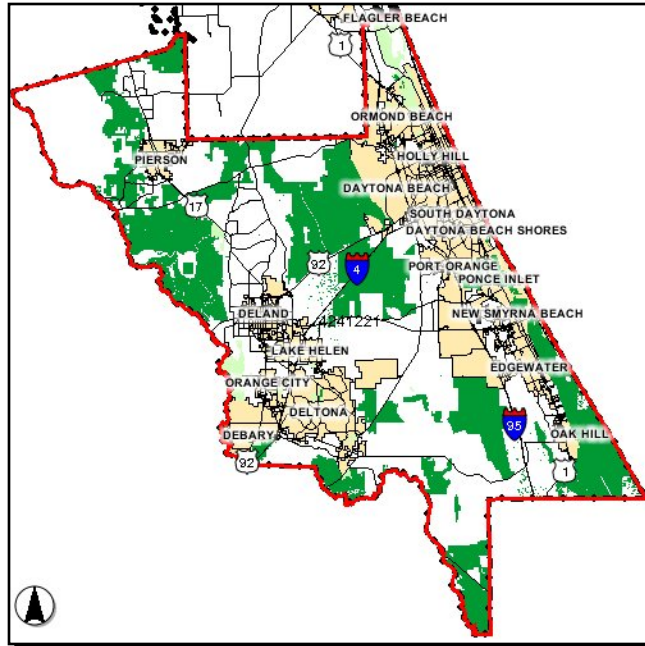 FLAGLER BEACH
1
ORMOND BEACH
HOLLY HILL
PIERSON
DAYTONA BEACH
17
SOUTH DAYTONA
DAYTONA BEACH SHORES
92
4
PORT ORANGE
PONCE INLET
DELAND
4241221
NEW SMYRNA BEACH
LAKE HELEN
EDGEWATER
ORANGE CITY
DELTONA
95
DEBARY
OAK HILL
92
1